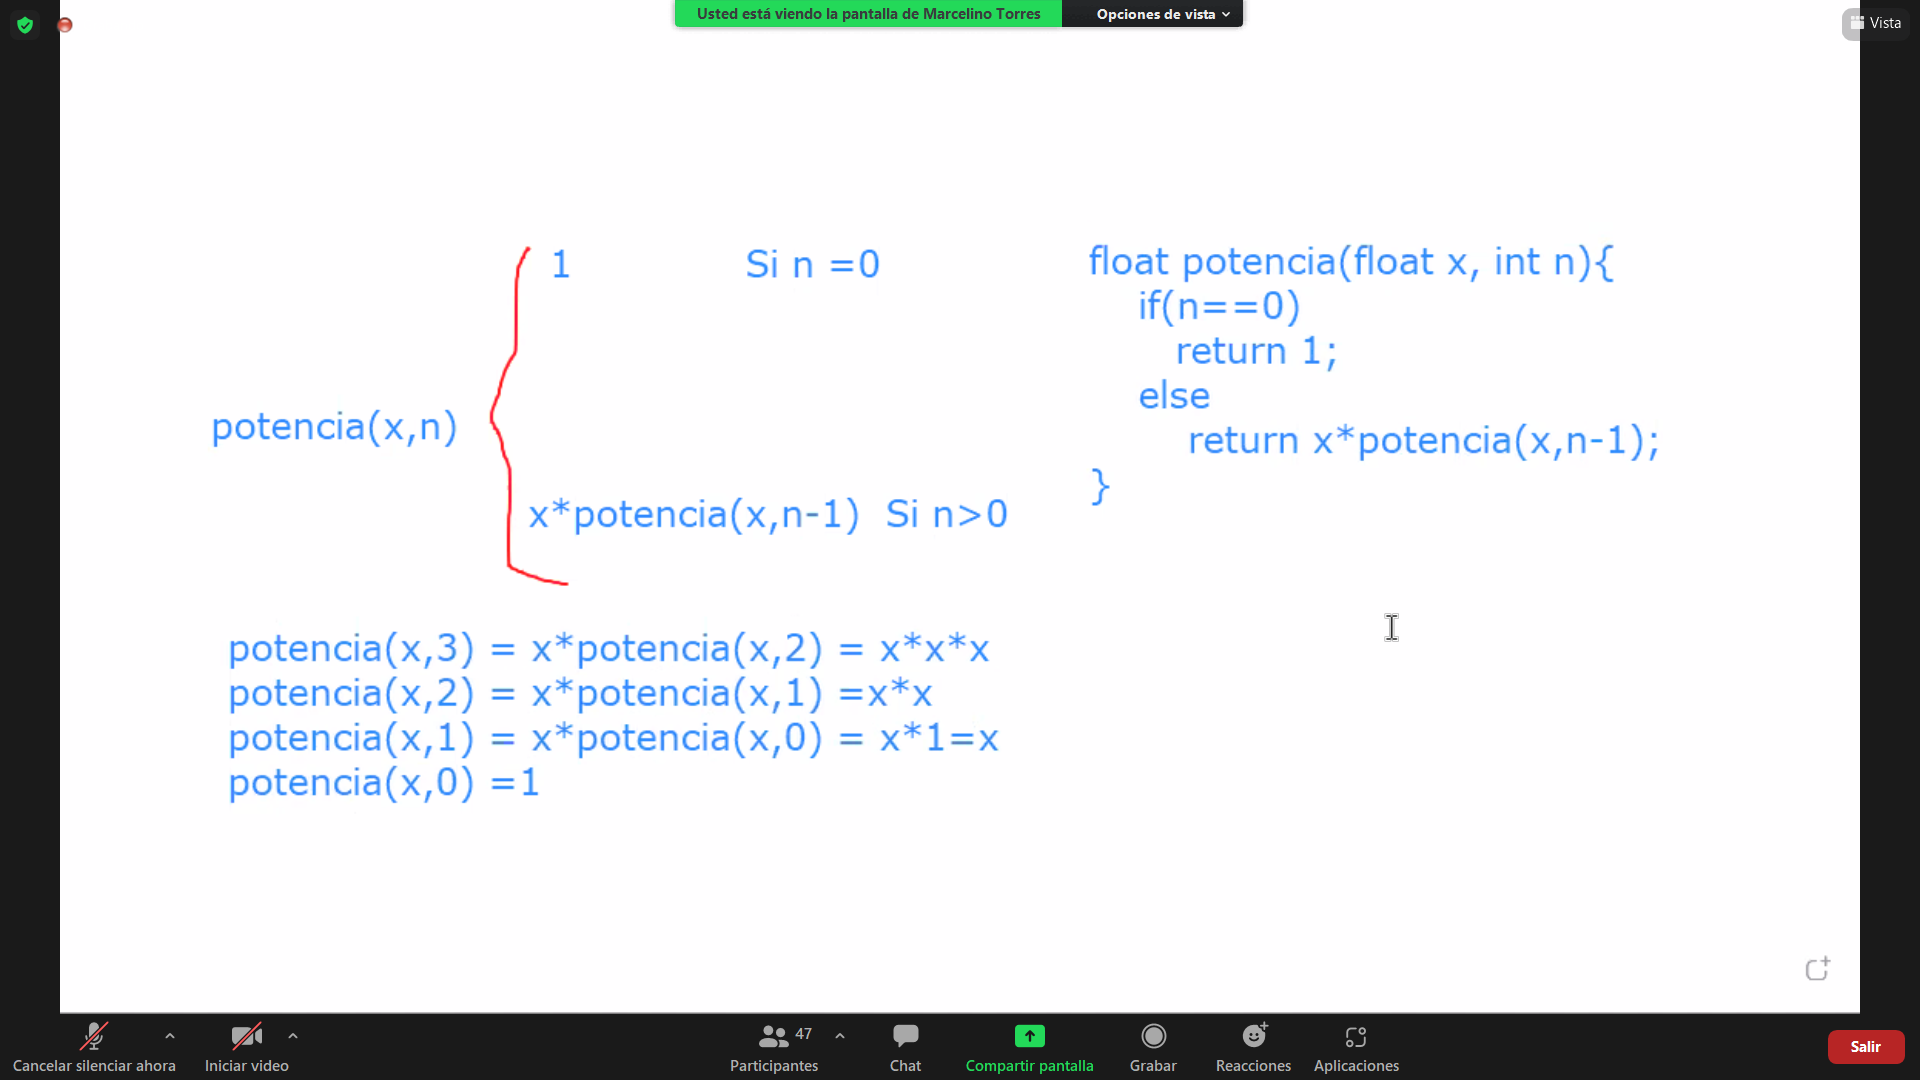 Usted está viendo la pantalla de Marcelino Torres
Opciones de vista
Vista
1 Si n =0
potencia(x,n)
x*potencia(x,n-1) Si n>0
float potencia(float x, int n){
if(n==0)
return 1;
else
return x*potencia(x,n-1);
}
potencia(x,3) = x*potencia(x,2) = x*x*x
potencia(x,2) = x*potencia(x,1) =x*x
potencia(x,1) = x*potencia(x,0) = x*1=x
potencia(x,0) =1
Cancelar silenciar ahora
Iniciar video
47
Participantes
Chat
Compartir pantalla
Grabar
Reacciones
Aplicaciones
Salir